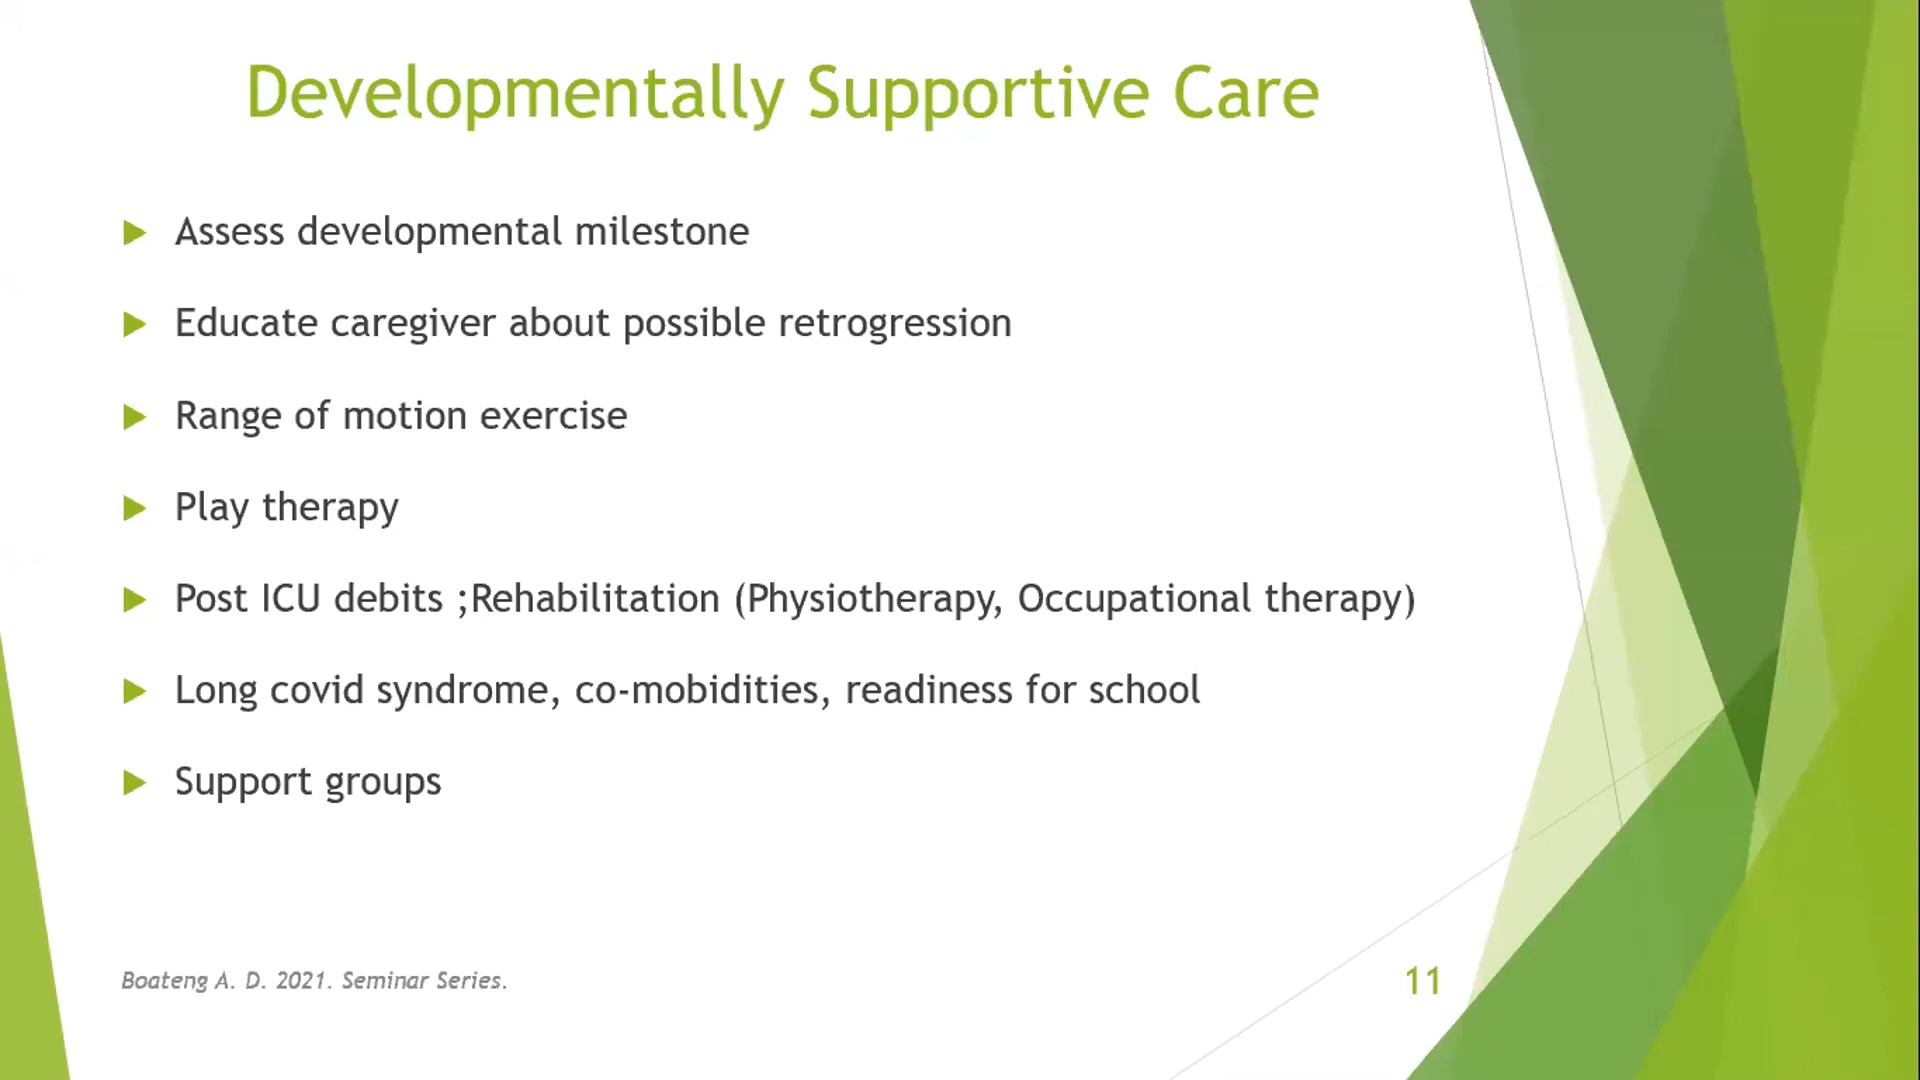 Developmentally Supportive Care
Assess developmental milestone
Educate caregiver about possible retrogression
Range of motion exercise
Play therapy
Post ICU debits ;Rehabilitation (Physiotherapy, Occupational therapy)
Long covid syndrome, co-mobidities, readiness for school
Support groups
Boateng A. D. 2021. Seminar Series.
11